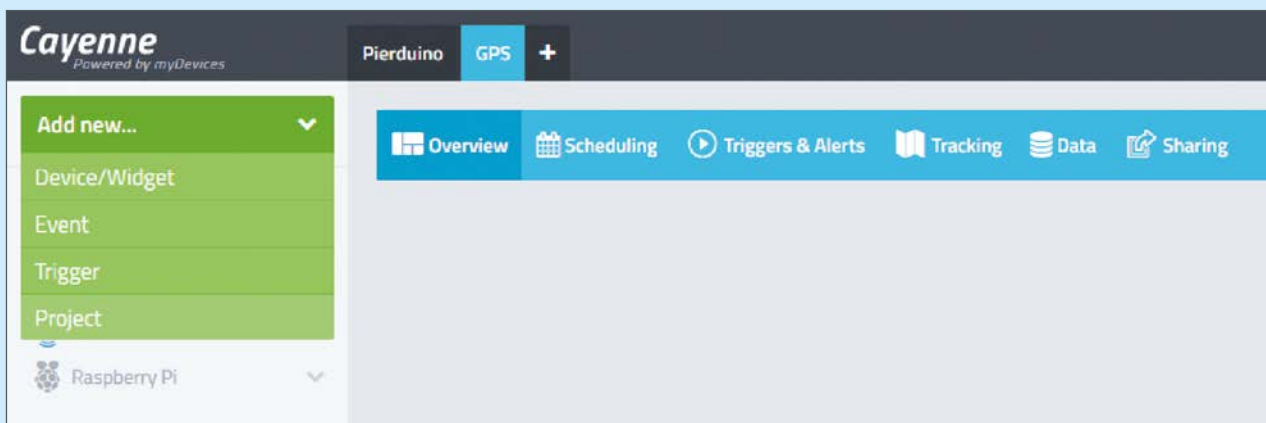 Cayenne
Powered by myDevices
Pierduino GPS +
Add new...
Overview Scheduling Triggers & Alerts Tracking Data Sharing
Device/Widget
Event
Trigger
Project
Raspberry Pi